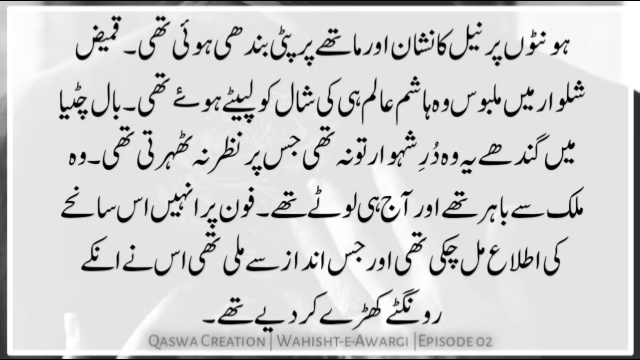 ہونٹوں پر نیل کا نشان اور ماتھے پر پٹی بندھی ہوئی تھی۔ قمیض
شلوار میں ملبوس وہ ہاشم عالم ہی کی شال کو لپیٹے ہوئے تھی۔ بال چٹیا
میں گندھے یہ وہ دُرِ شہوار تو نہ تھی جس پر نظر نہ ٹھہرتی تھی۔ وہ
ملک سے باہر تھے اور آج ہی لوٹے تھے۔ فون پر انہیں اس سانحے
کی اطلاع مل چکی تھی اور جس انداز سے ملی تھی اس نے انکے
رونگٹے کھڑے کر دیے تھے۔
Qaswa Creation | Wahisht-e-Awargi | Episode 02